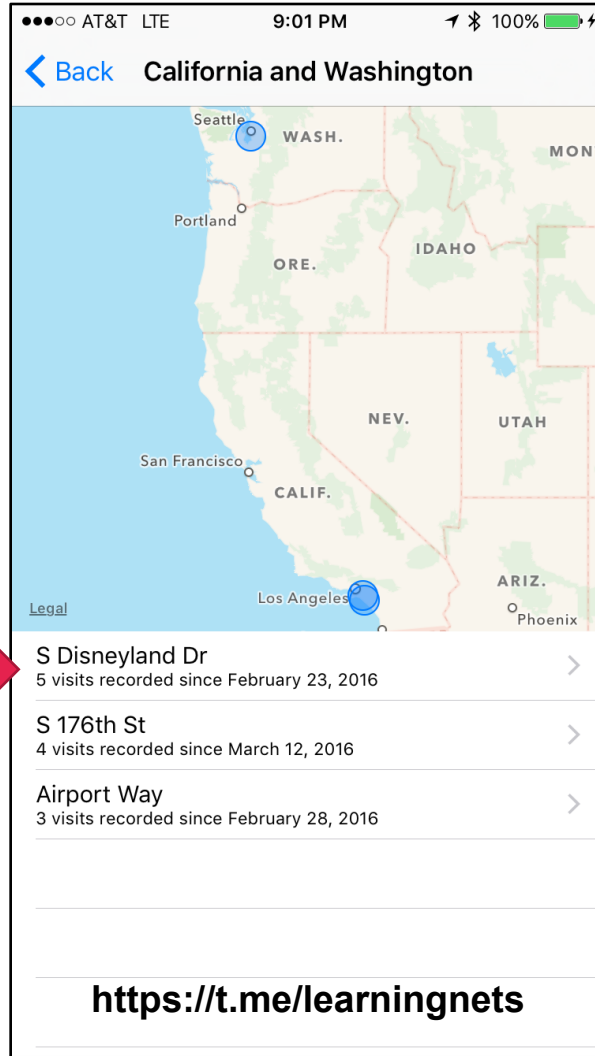 AT&T LTE 9:01 PM 100%
Back California and Washington
Seattle
WASH.
MON
Portland
IDAHO
ORE.
NEV.
UTAH
San Francisco
CALIF.
ARIZ.
Los Angeles
Legal
Phoenix
S Disneyland Dr
5 visits recorded since February 23, 2016
S 176th St
4 visits recorded since March 12, 2016
Airport Way
3 visits recorded since February 28, 2016
https://t.me/learningnets